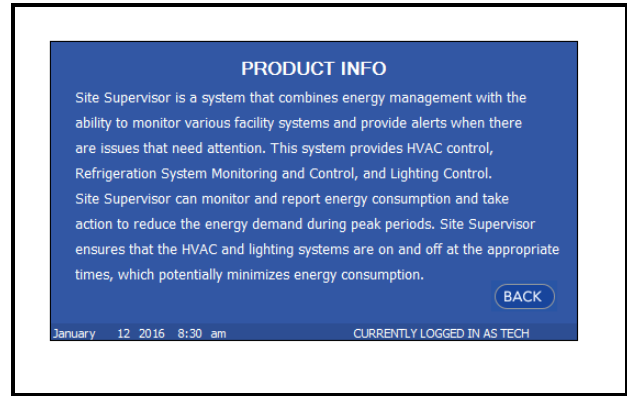 PRODUCT INFO
Site Supervisor is a system that combines energy management with the
ability to monitor various facility systems and provide alerts when there
are issues that need attention. This system provides HVAC control,
Refrigeration System Monitoring and Control, and Lighting Control.
Site Supervisor can monitor and report energy consumption and take
action to reduce the energy demand during peak periods. Site Supervisor
ensures that the HVAC and lighting systems are on and off at the appropriate
times, which potentially minimizes energy consumption.
BACK
January 12 2016 8:30 am CURRENTLY LOGGED IN AS TECH